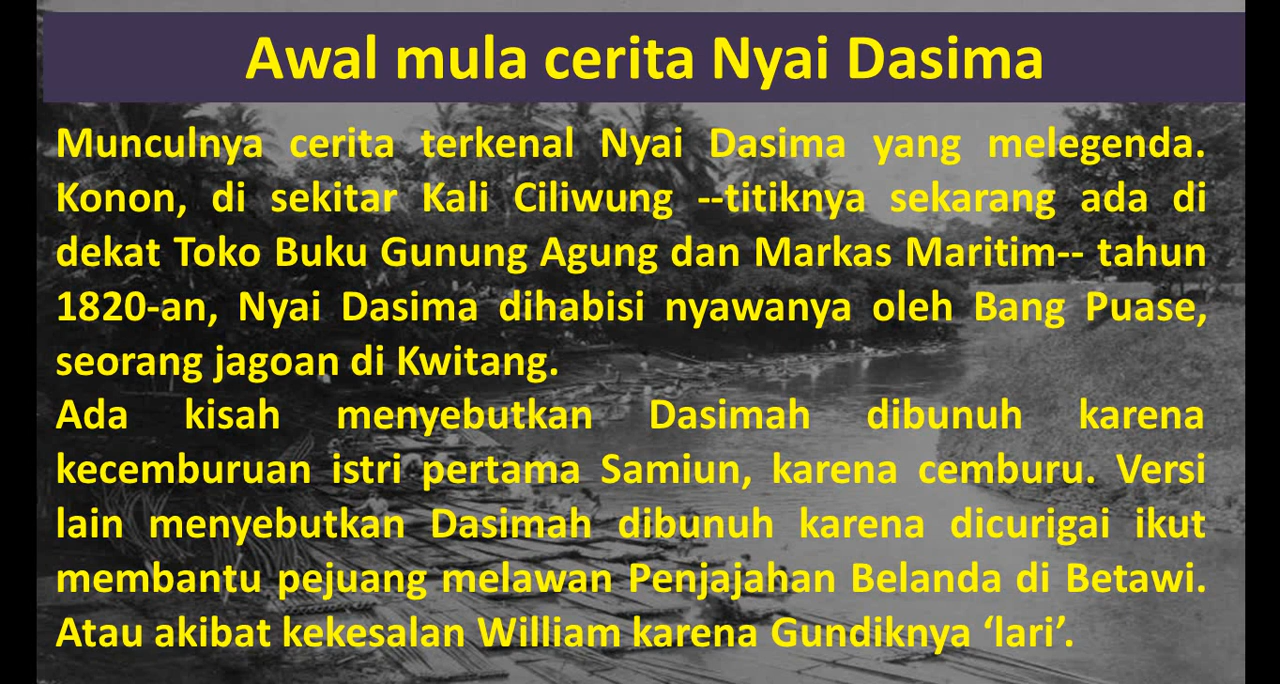 Awal mula cerita Nyai Dasima
Munculnya cerita terkenal Nyai Dasima yang melegenda.
Konon, di sekitar Kali Ciliwung --titiknya sekarang ada di
dekat Toko Buku Gunung Agung dan Markas Maritim-- tahun
1820-an, Nyai Dasima dihabisi nyawanya oleh Bang Puase,
seorang jagoan di Kwitang.
Ada kisah menyebutkan Dasimah dibunuh karena
kecemburuan istri pertama Samiun, karena cemburu. Versi
lain menyebutkan Dasimah dibunuh karena dicurigai ikut
membantu pejuang melawan Penjajahan Belanda di Betawi.
Atau akibat kekesalan William karena Gundiknya ‘lari’.